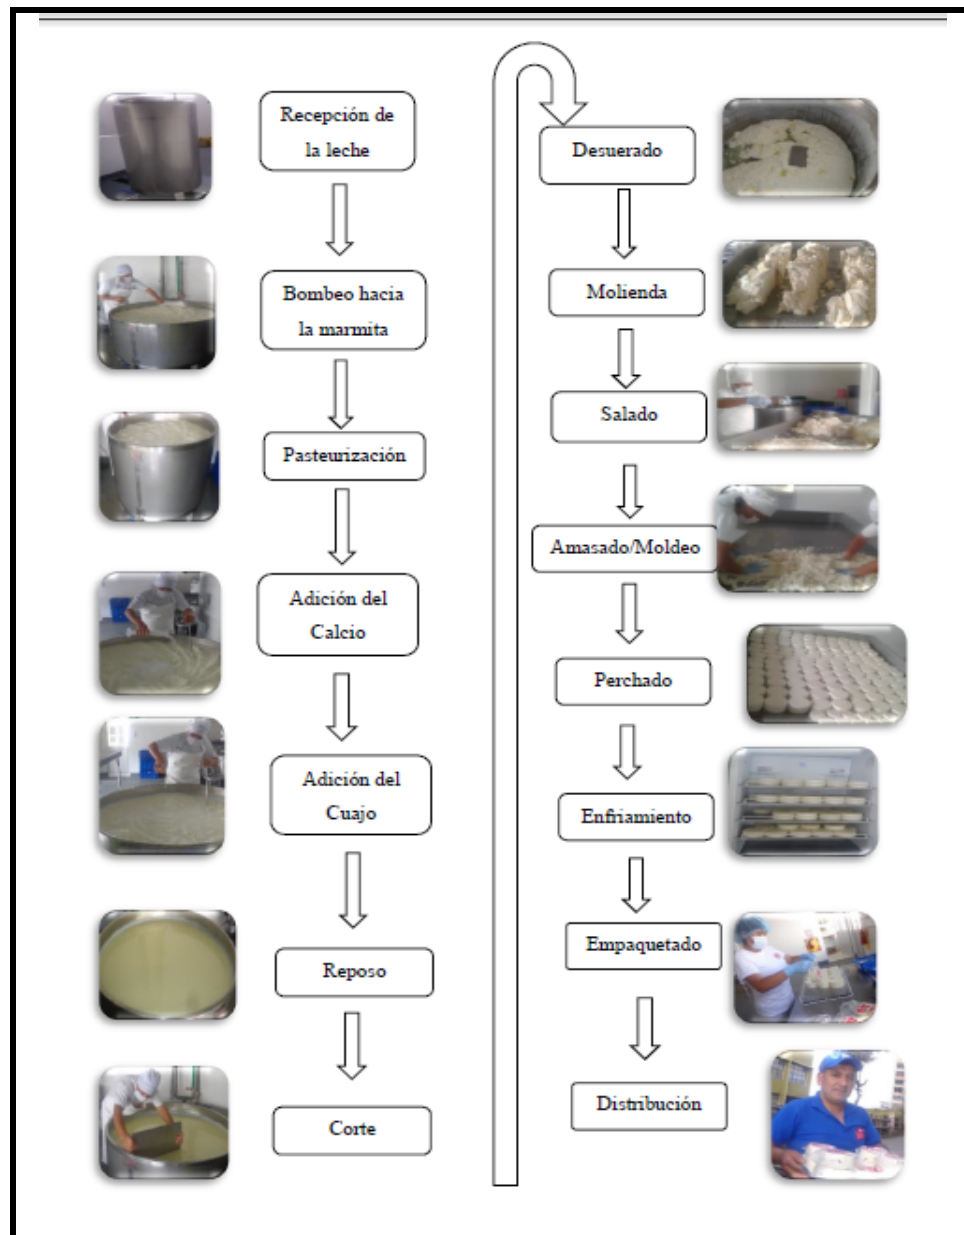 Recepción de
la leche
Bombeo hacia
la marmita
Pasteurización
Adición del
Calcio
Adición del
Cuajo
Reposo
Corte
Desuerado
Molienda
Salado
Amasado/Moldeo
Perchado
Enfriamiento
Empaquetado
Distribución